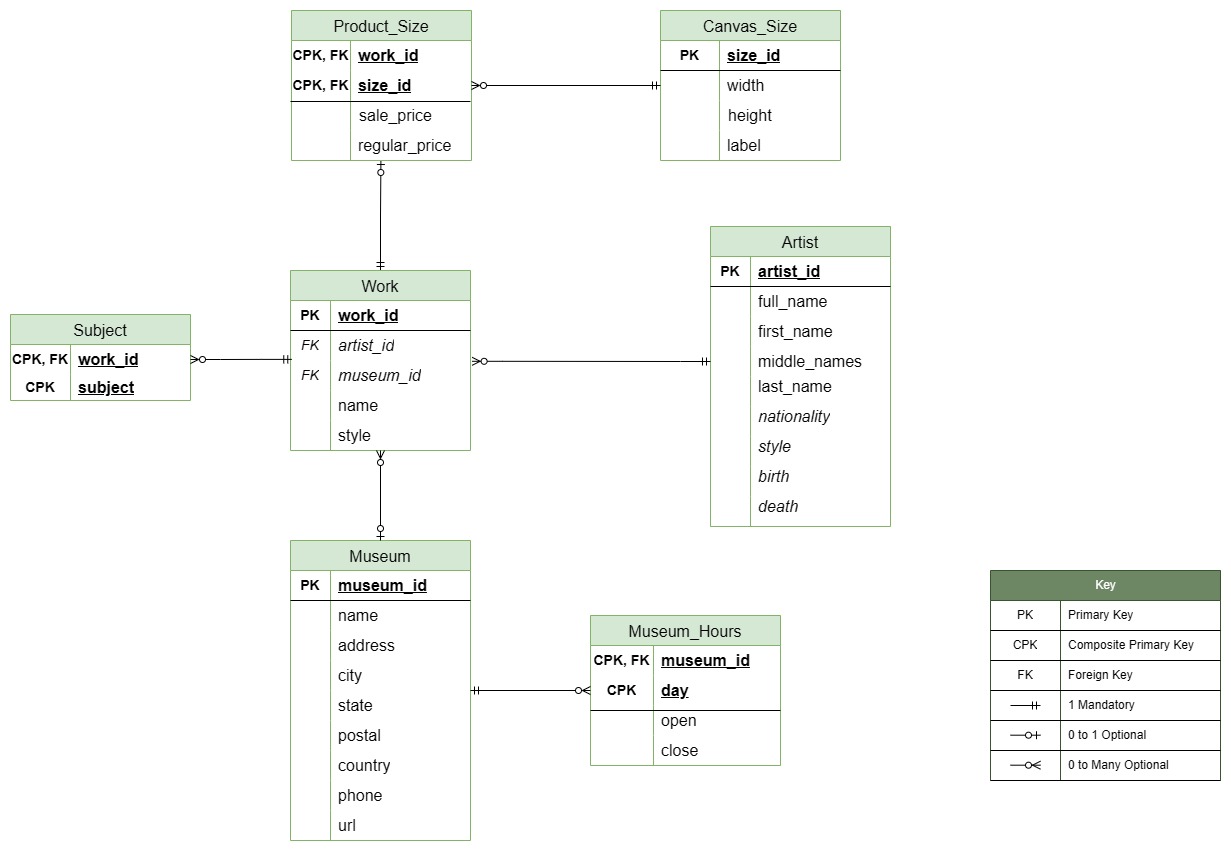 Product_Size
CPK, FK work_id
CPK, FK size_id
sale_price
regular_price
Canvas_Size
PK size_id
width
height
label
Artist
PK artist_id
full_name
first_name
middle_names
last_name
nationality
style
birth
death
Work
PK work_id
FK artist_id
FK museum_id
name
style
Subject
CPK, FK work_id
CPK subject
Museum
PK museum_id
name
address
city
state
postal
country
phone
url
Museum_Hours
CPK, FK museum_id
CPK day
open
close
Key
PK Primary Key
CPK Composite Primary Key
FK Foreign Key
1 Mandatory
0 to 1 Optional
0 to Many Optional